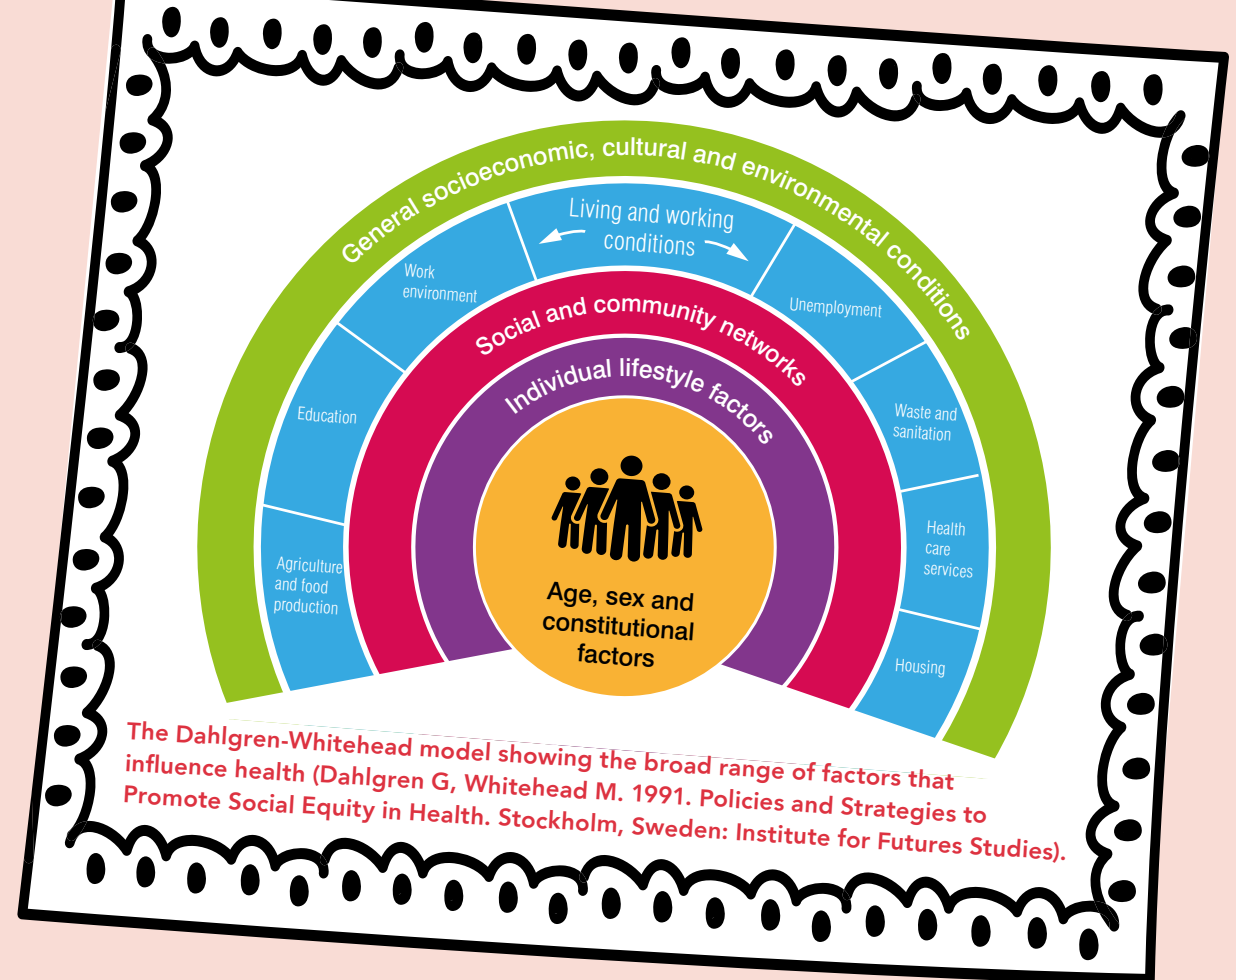 General socioeconomic, cultural and environmental conditions
Living and working
conditions
Work
environment
Unemployment
Education
Waste and
sanitation
Agriculture
and food
production
Health
care
services
Housing
Social and community networks
Individual lifestyle factors
Age, sex and
constitutional
factors
The Dahlgren-Whitehead model showing the broad range of factors that
influence health (Dahlgren G, Whitehead M. 1991. Policies and Strategies to
Promote Social Equity in Health. Stockholm, Sweden: Institute for Futures Studies).